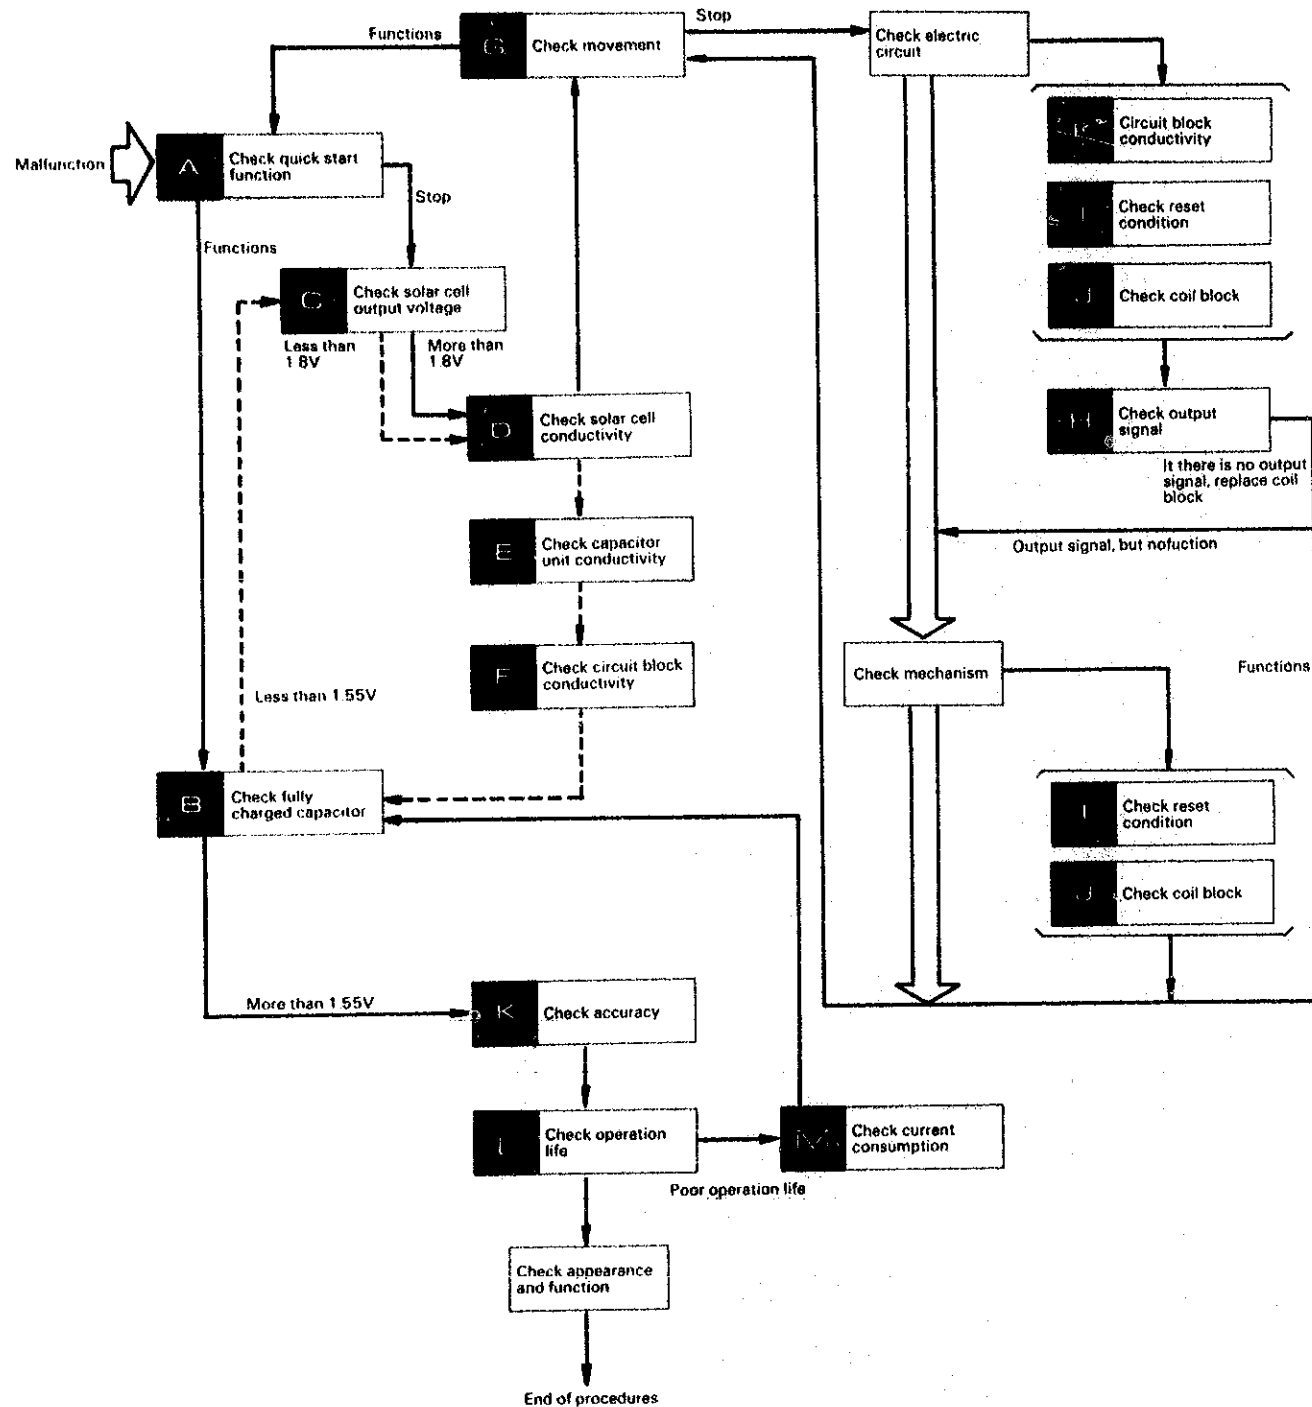 Functions
G
Check movement
Stop
Check electric
circuit
Malfunction
A
Check quick start
function
Stop
Functions
Circuit block
conductivity
I
Check reset
condition
J
Check coil block
C
Check solar cell
output voltage
Less than
1.8V
More than
1.8V
D
Check solar cell
conductivity
H
Check output
signal
It there is no output
signal, replace coil
block
Output signal, but nofuction
E
Check capacitor
unit conductivity
F
Check circuit block
conductivity
Less than 1.55V
Check mechanism
Functions
B
Check fully
charged capacitor
I
Check reset
condition
J
Check coil block
More than 1.55V
K
Check accuracy
L
Check operation
life
M
Check current
consumption
Poor operation life
Check appearance
and function
End of procedures